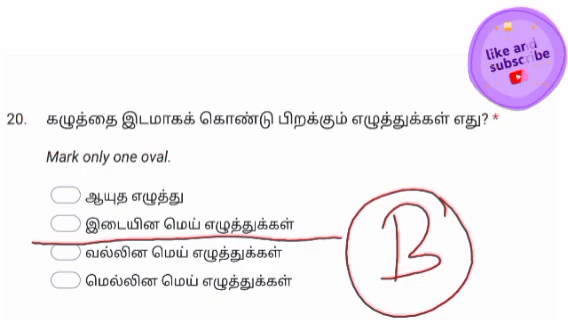 like and
subscribe
20. கழுத்தை இடமாகக் கொண்டு பிறக்கும் எழுத்துக்கள் எது? *
Mark only one oval.
ஆயுத எழுத்து
இடையின மெய் எழுத்துக்கள்
வல்லின மெய் எழுத்துக்கள்
மெல்லின மெய் எழுத்துக்கள்
B